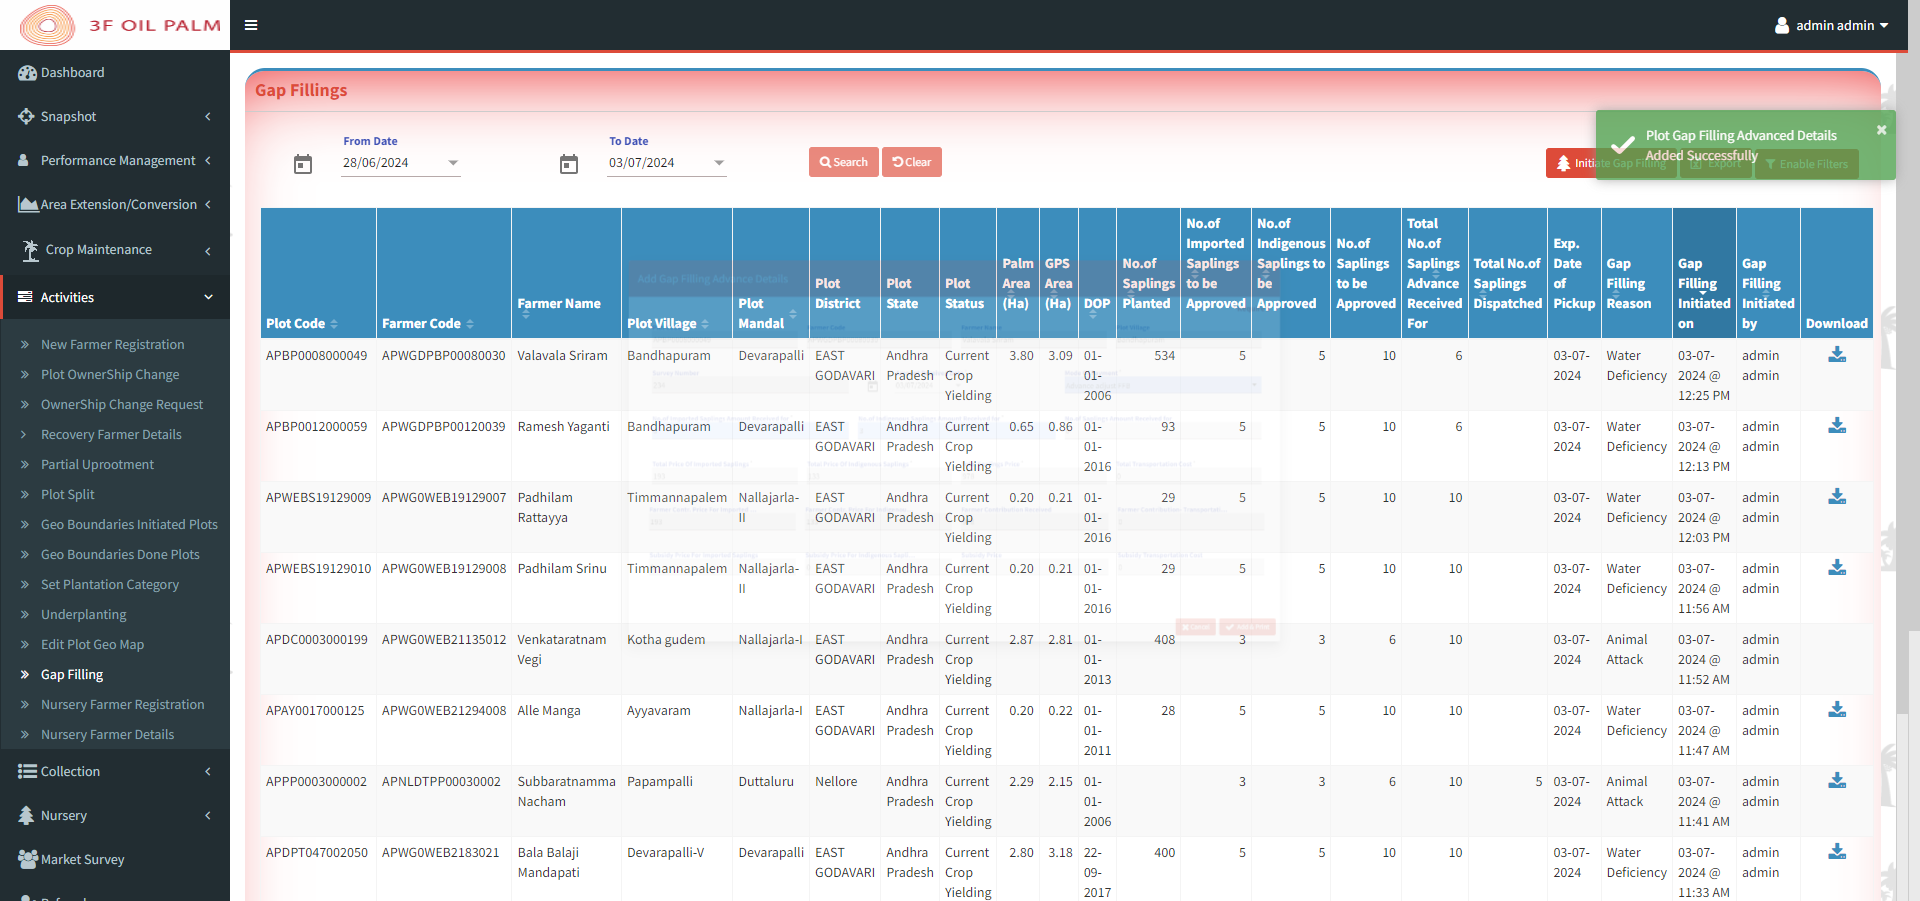 3F OIL PALM
admin admin
Dashboard
Snapshot
Performance Management
Area Extension/Conversion
Crop Maintenance
Activities
New Farmer Registration
Plot OwnerShip Change
OwnerShip Change Request
Recovery Farmer Details
Partial Uprootment
Plot Split
Geo Boundaries Initiated Plots
Geo Boundaries Done Plots
Set Plantation Category
Underplanting
Edit Plot Geo Map
Gap Filling
Nursery Farmer Registration
Nursery Farmer Details
Collection
Nursery
Market Survey
Gap Fillings
From Date
28/06/2024
To Date
03/07/2024
Search
Clear
Initiate Gap Filling
Export
Enable Filters
Plot Gap Filling Advanced Details
Added Successfully
Add Gap Filling Advance Details
Plot Code
Farmer Code
Farmer Name
Plot Village
Plot Mandal
Plot District
Plot State
Plot Status
Palm Area (Ha)
GPS Area (Ha)
DOP
No.of Saplings Planted
No.of Imported Saplings to be Approved
No.of Indigenous Saplings to be Approved
No.of Saplings to be Approved
Total No.of Saplings Advance Received For
Total No.of Saplings Dispatched
Exp. Date of Pickup
Gap Filling Reason
Gap Filling Initiated on
Gap Filling Initiated by
Download
APBP0008000049 APWGDPBP00080030 Valavala Sriram Bandhapuram Devarapalli EAST GODAVARI Andhra Pradesh Current Crop Yielding 3.80 3.09 01-01-2006 534 5 5 10 6 03-07-2024 Water Deficiency 03-07-2024 @ 12:25 PM admin admin
APBP0012000059 APWGDPBP00120039 Ramesh Yaganti Bandhapuram Devarapalli EAST GODAVARI Andhra Pradesh Current Crop Yielding 0.65 0.86 01-01-2016 93 5 5 10 6 03-07-2024 Water Deficiency 03-07-2024 @ 12:13 PM admin admin
APWEBS19129009 APWG0WEB19129007 Padhilam Rattayya Timmannapalem Nallajarla-II EAST GODAVARI Andhra Pradesh Current Crop Yielding 0.20 0.21 01-01-2016 29 5 5 10 10 03-07-2024 Water Deficiency 03-07-2024 @ 12:03 PM admin admin
APWEBS19129010 APWG0WEB19129008 Padhilam Srinu Timmannapalem Nallajarla-II EAST GODAVARI Andhra Pradesh Current Crop Yielding 0.20 0.21 01-01-2016 29 5 5 10 10 03-07-2024 Water Deficiency 03-07-2024 @ 11:56 AM admin admin
APDC0003000199 APWG0WEB21135012 Venkataratnam Vegi Kotha gudem Nallajarla-I EAST GODAVARI Andhra Pradesh Current Crop Yielding 2.87 2.81 01-01-2013 408 3 3 6 10 03-07-2024 Animal Attack 03-07-2024 @ 11:52 AM admin admin
APAY0017000125 APWG0WEB21294008 Alle Manga Ayyavaram Nallajarla-I EAST GODAVARI Andhra Pradesh Current Crop Yielding 0.20 0.22 01-01-2011 28 5 5 10 10 03-07-2024 Water Deficiency 03-07-2024 @ 11:47 AM admin admin
APPP0003000002 APNLDTPP00030002 Subbaratnamma Nacham Papampalli Duttaluru Nellore Andhra Pradesh Current Crop Yielding 2.29 2.15 01-01-2006 3 3 6 10 5 03-07-2024 Animal Attack 03-07-2024 @ 11:41 AM admin admin
APDPT047002050 APWG0WEB2183021 Bala Balaji Mandapati Devarapalli-V Devarapalli EAST GODAVARI Andhra Pradesh Current Crop Yielding 2.80 3.18 22-09-2017 400 5 5 10 10 03-07-2024 Water Deficiency 03-07-2024 @ 11:33 AM admin admin